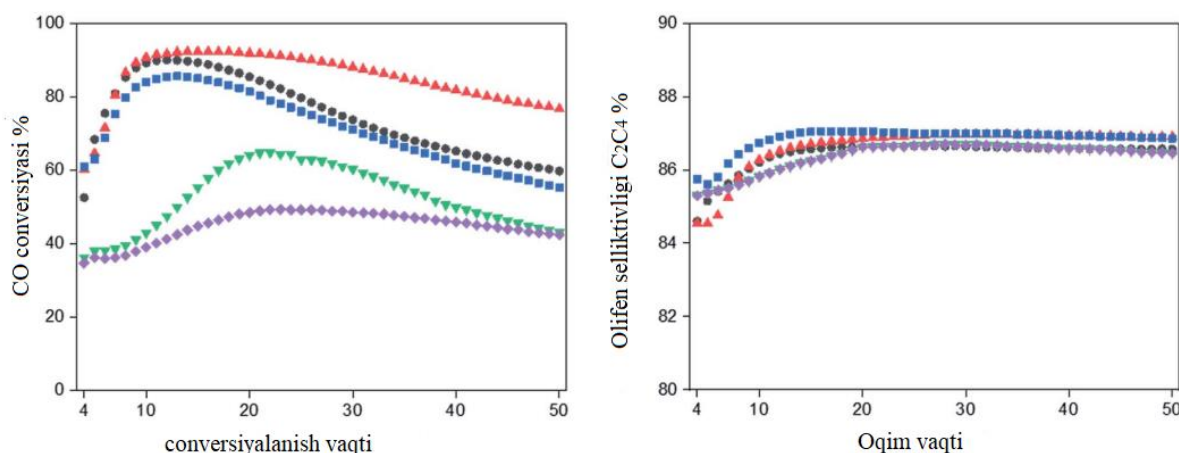 CO conversiyasi %
100
80
60
40
20
0
4 10 20 30 40 50
conversiyalanish vaqti
Olifen selliktivligi C2C4 %
90
88
86
84
82
80
4 10 20 30 40 50
Oqim vaqti